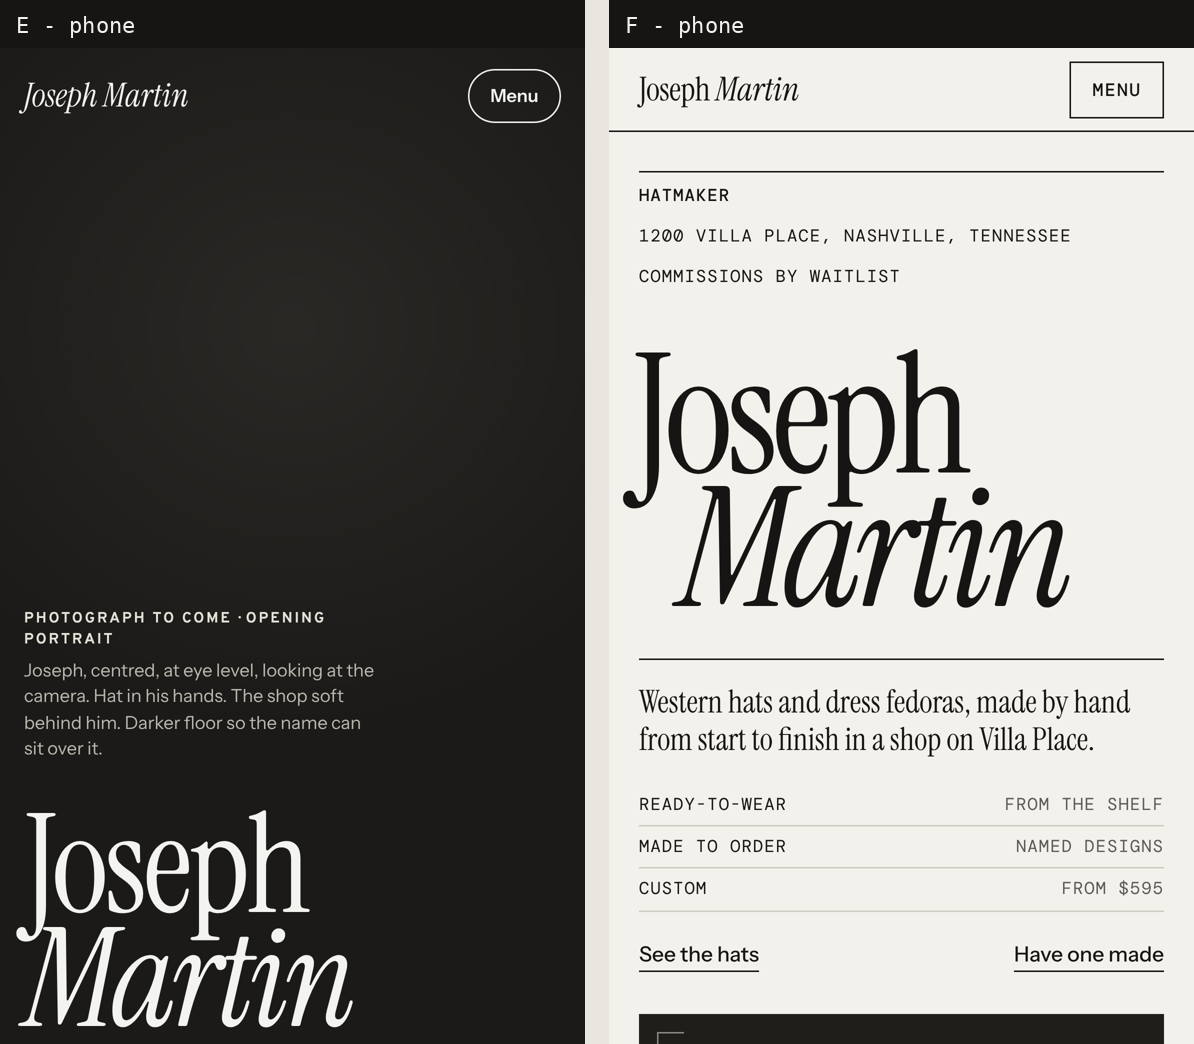 E - phone
Joseph Martin
Menu
PHOTOGRAPH TO COME · OPENING
PORTRAIT
Joseph, centred, at eye level, looking at the
camera. Hat in his hands. The shop soft
behind him. Darker floor so the name can
sit over it.
Joseph
Martin
F - phone
Joseph Martin
MENU
HATMAKER
1200 VILLA PLACE, NASHVILLE, TENNESSEE
COMMISSIONS BY WAITLIST
Joseph
Martin
Western hats and dress fedoras, made by hand
from start to finish in a shop on Villa Place.
READY-TO-WEAR FROM THE SHELF
MADE TO ORDER NAMED DESIGNS
CUSTOM FROM $595
See the hats Have one made